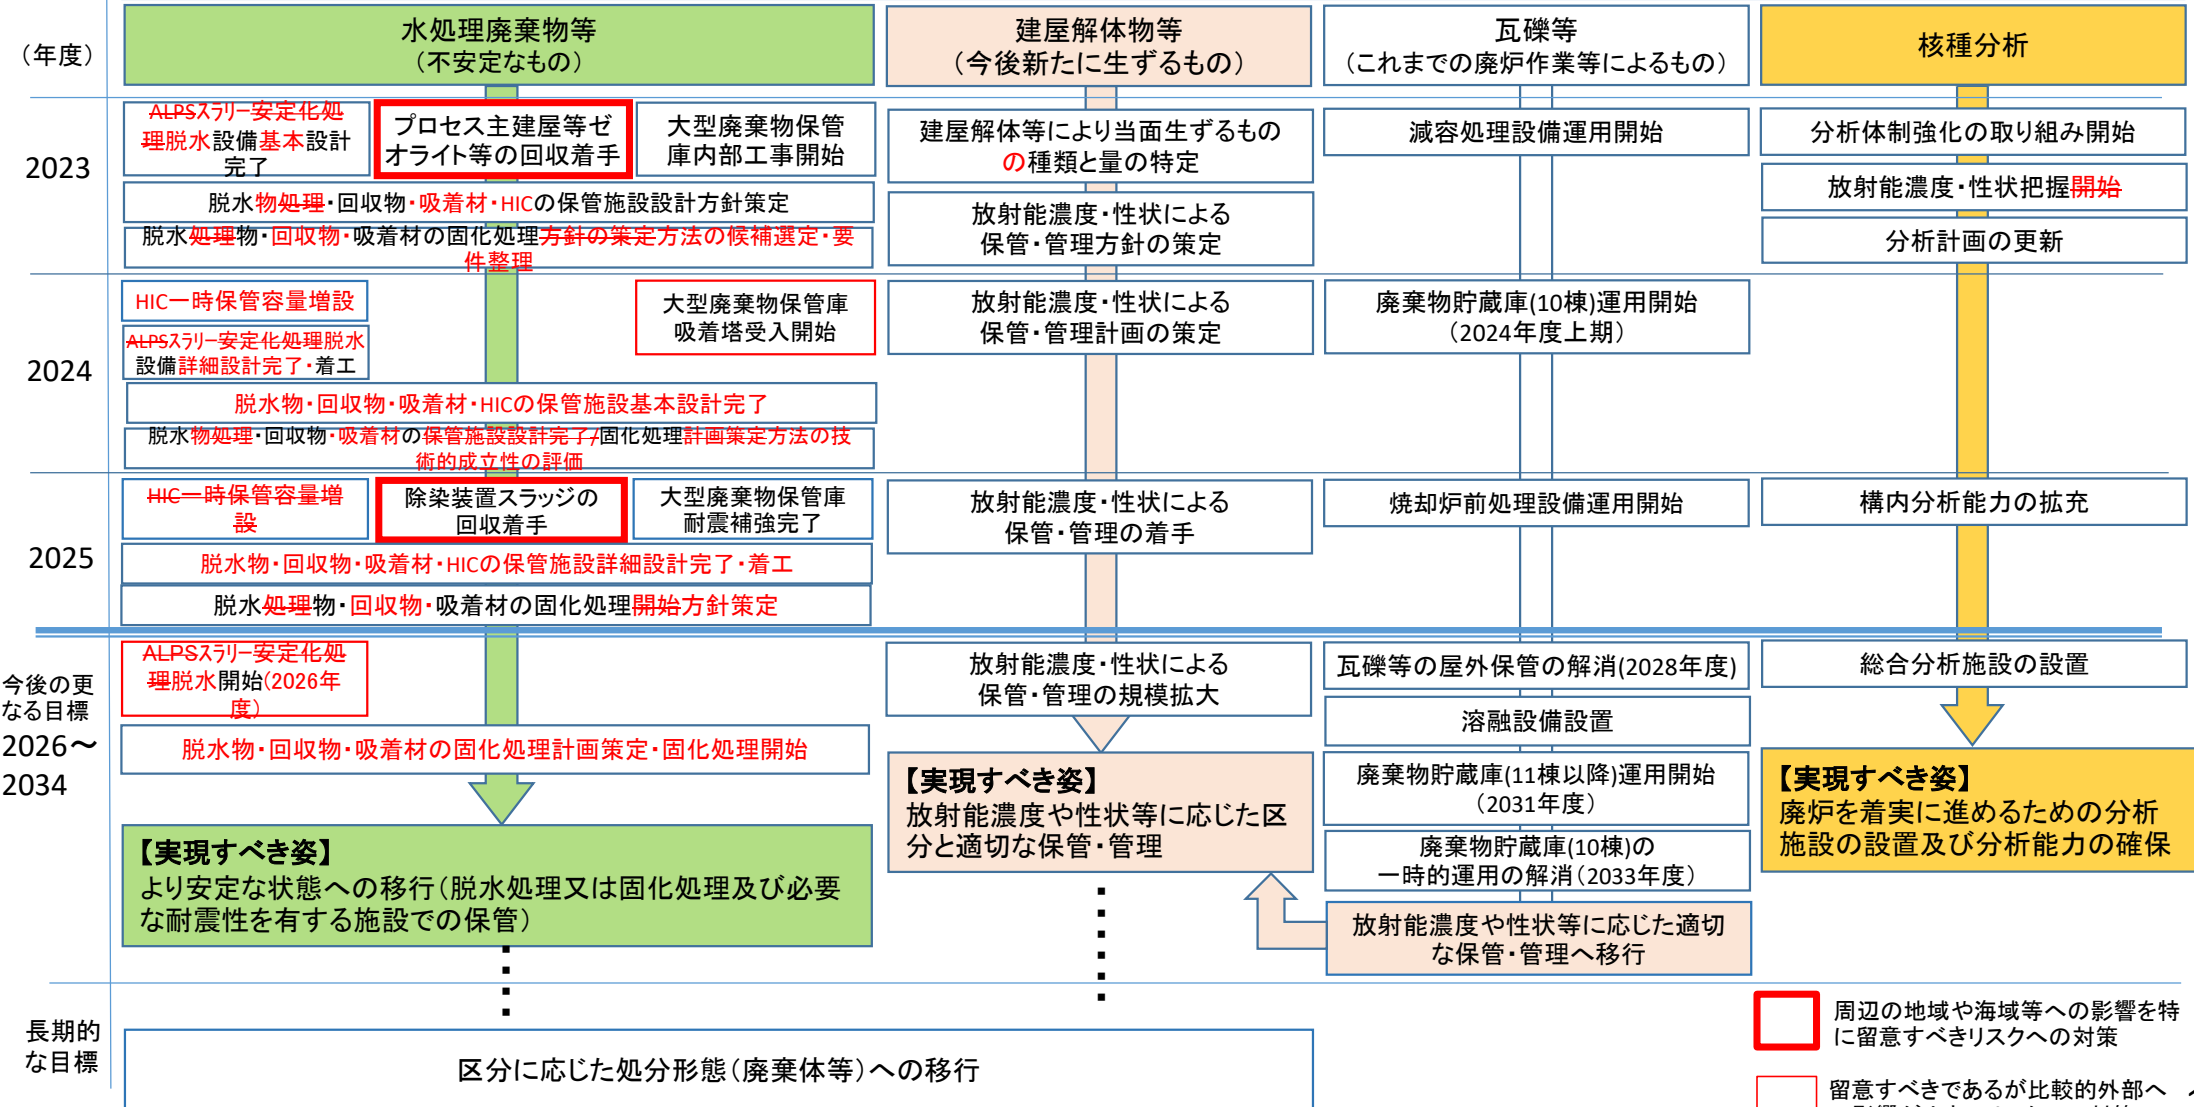 （年度）
水処理廃棄物等
（不安定なもの）
建屋解体物等
（今後新たに生ずるもの）
瓦礫等
（これまでの廃炉作業等によるもの）
核種分析
2023
ALPSスラリー安定化処
理脱水設備基本設計
完了
プロセス主建屋等ゼ
オライト等の回収着手
大型廃棄物保管
庫内部工事開始
脱水物処理・回収物・吸着材・HICの保管施設設計方針策定
脱水処理物・回収物・吸着材の固化処理方針の策定方法の候補選定・要
件整理
建屋解体等により当面生ずるもの
の種類と量の特定
放射能濃度・性状による
保管・管理方針の策定
減容処理設備運用開始
分析体制強化の取り組み開始
放射能濃度・性状把握開始
分析計画の更新
2024
HIC一時保管容量増設
大型廃棄物保管庫
吸着塔受入開始
ALPSスラリー安定化処理脱水
設備詳細設計完了・着工
脱水物・回収物・吸着材・HICの保管施設基本設計完了
脱水物処理・回収物・吸着材の保管施設設計完了/固化処理計画策定方法の技
術的成立性の評価
放射能濃度・性状による
保管・管理計画の策定
廃棄物貯蔵庫(10棟)運用開始
（2024年度上期）
2025
HIC一時保管容量増
設
除染装置スラッジの
回収着手
大型廃棄物保管庫
耐震補強完了
脱水物・回収物・吸着材・HICの保管施設詳細設計完了・着工
脱水処理物・回収物・吸着材の固化処理開始方針策定
放射能濃度・性状による
保管・管理の着手
焼却炉前処理設備運用開始
構内分析能力の拡充
今後の更
なる目標
2026～
2034
ALPSスラリー安定化処
理脱水開始(2026年
度）
脱水物・回収物・吸着材の固化処理計画策定・固化処理開始
【実現すべき姿】
より安定な状態への移行（脱水処理又は固化処理及び必要
な耐震性を有する施設での保管）
放射能濃度・性状による
保管・管理の規模拡大
【実現すべき姿】
放射能濃度や性状等に応じた区
分と適切な保管・管理
瓦礫等の屋外保管の解消(2028年度)
溶融設備設置
廃棄物貯蔵庫(11棟以降)運用開始
（2031年度）
廃棄物貯蔵庫(10棟)の
一時的運用の解消（2033年度）
放射能濃度や性状等に応じた適切
な保管・管理へ移行
総合分析施設の設置
【実現すべき姿】
廃炉を着実に進めるための分析
施設の設置及び分析能力の確保
長期的
な目標
区分に応じた処分形態（廃棄体等）への移行
周辺の地域や海域等への影響を特
に留意すべきリスクへの対策
留意すべきであるが比較的外部へ